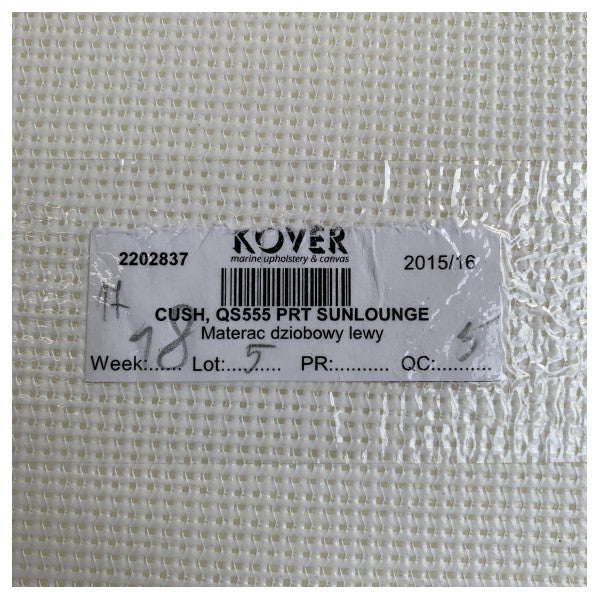 KOVER
marine upholstery & canvas
2202837
2015/16
CUSH, QS555 PRT SUNLOUNGE
Materac dziobowy lewy
18
Week:...... Lot:...5..... PR:.......... QC:....5.....